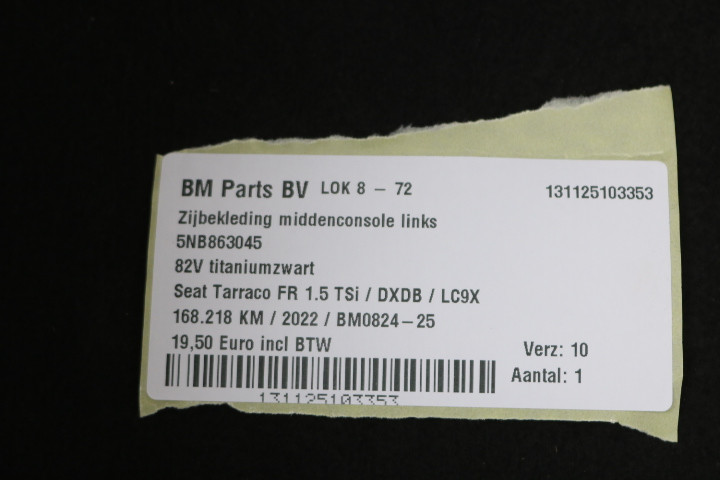 BM Parts BV LOK 8 - 72 131125103353
Zijbekleding middenconsole links
5NB863045
82V titaniumzwart
Seat Tarraco FR 1.5 TSi / DXDB / LC9X
168.218 KM / 2022 / BM0824-25
19,50 Euro incl BTW
Verz: 10
Aantal: 1
131125103353